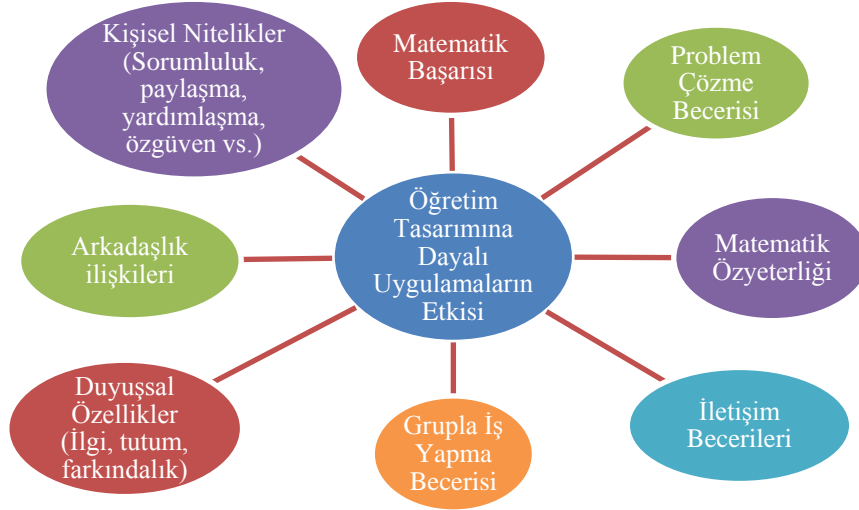 Kişisel Nitelikler
(Sorumluluk,
paylaşma,
yardımlaşma,
özgüven vs.)
Matematik
Başarısı
Problem
Çözme
Becerisi
Öğretim
Tasarımına
Dayalı
Uygulamaların
Etkisi
Arkadaşlık
ilişkileri
Matematik
Özyeterliği
Duyuşsal
Özellikler
(İlgi, tutum,
farkındalık)
Grupla İş
Yapma
Becerisi
İletişim
Becerileri